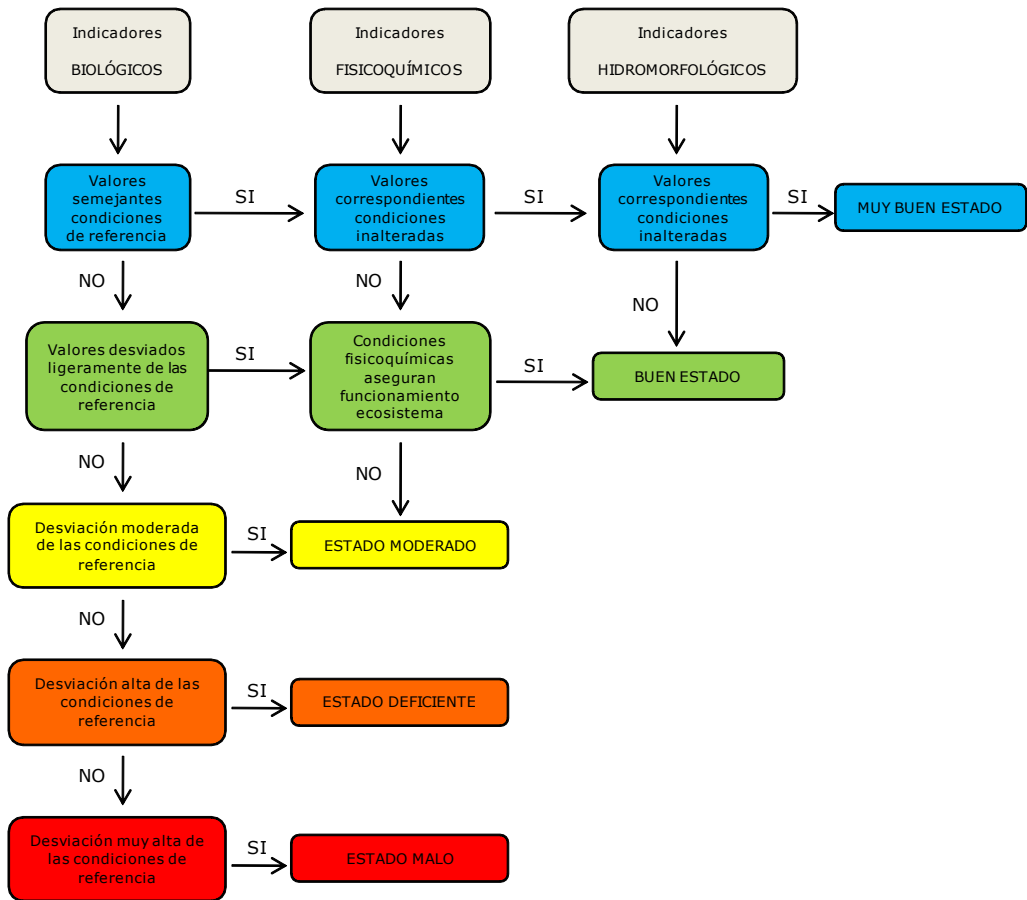 Indicadores
BIOLÓGICOS
Indicadores
FISICOQUÍMICOS
Indicadores
HIDROMORFOLÓGICOS
Valores
semejantes
condiciones
de referencia
SI
Valores
correspondientes
condiciones
inalteradas
SI
Valores
correspondientes
condiciones
inalteradas
SI
MUY BUEN ESTADO
NO
NO
NO
Valores desviados
ligeramente de las
condiciones de
referencia
SI
Condiciones
fisicoquímicas
aseguran
funcionamiento
ecosistema
SI
BUEN ESTADO
NO
NO
Desviación moderada
de las condiciones de
referencia
SI
ESTADO MODERADO
NO
Desviación alta de las
condiciones de
referencia
SI
ESTADO DEFICIENTE
NO
Desviación muy alta de
las condiciones de
referencia
SI
ESTADO MALO